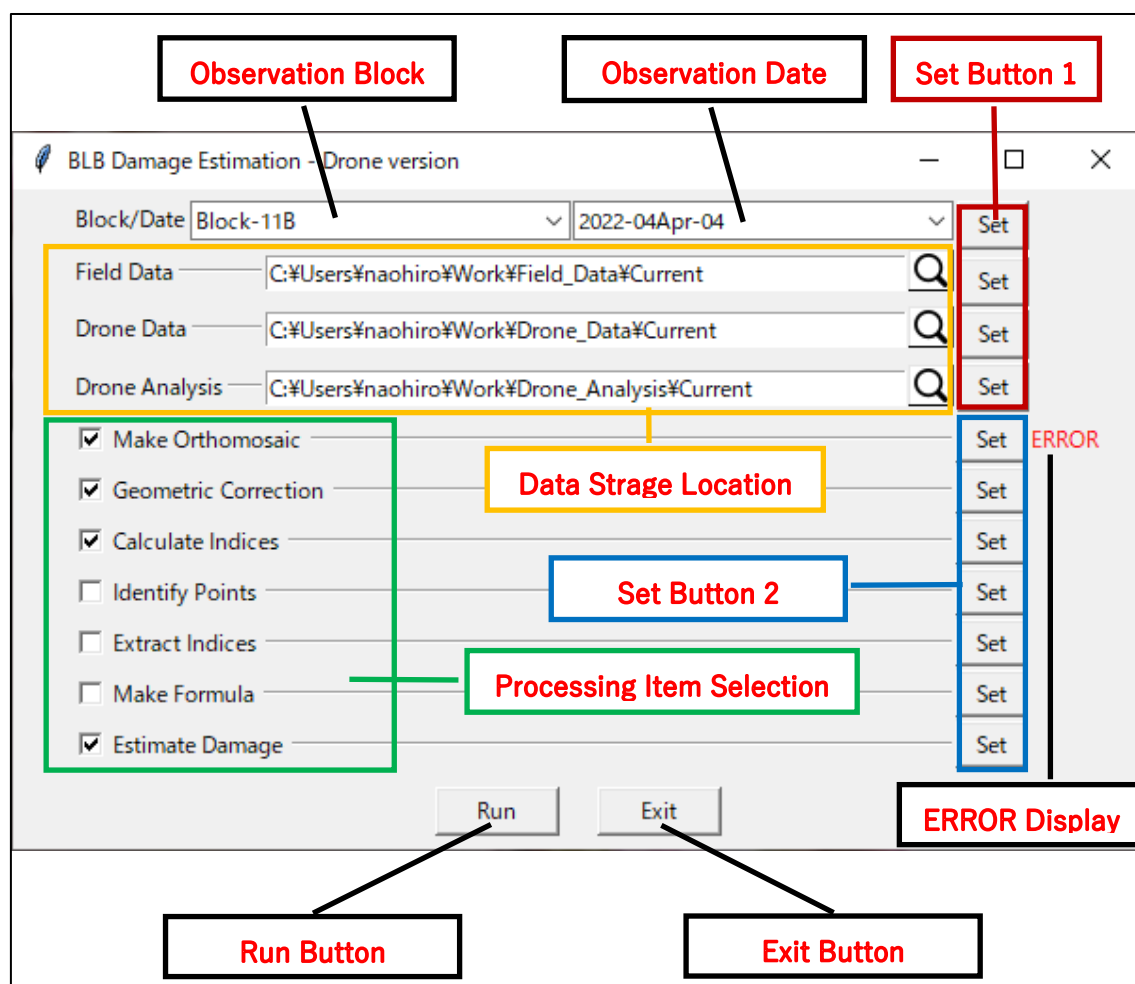 Observation Block
Observation Date
Set Button 1
BLB Damage Estimation - Drone version
Block/Date Block-11B 2022-04Apr-04 Set
Field Data C:¥Users¥naohiro¥Work¥Field_Data¥Current Set
Drone Data C:¥Users¥naohiro¥Work¥Drone_Data¥Current Set
Drone Analysis C:¥Users¥naohiro¥Work¥Drone_Analysis¥Current Set
Make Orthomosaic Set ERROR
Data Strage Location
Geometric Correction Set
Calculate Indices Set
Identify Points Set
Set Button 2
Extract Indices Set
Processing Item Selection
Make Formula Set
Estimate Damage Set
Run Exit
ERROR Display
Run Button
Exit Button